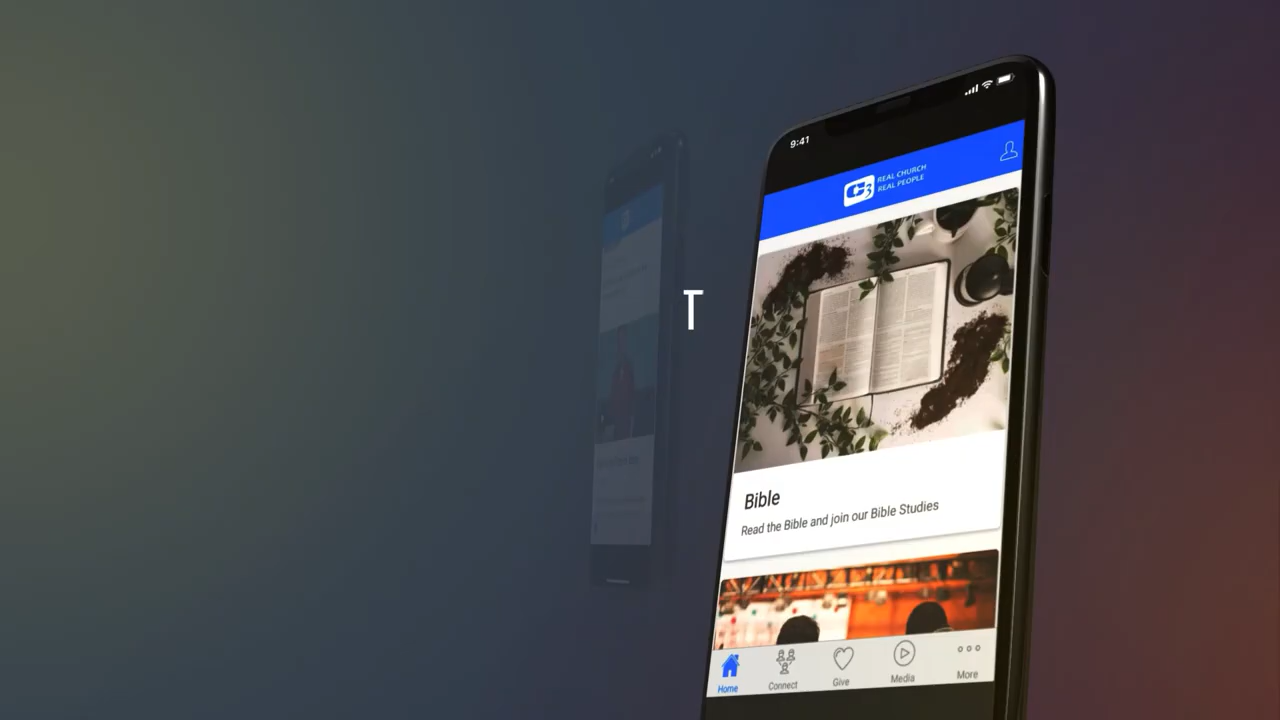 T
9:41
C3 REAL CHURCH
REAL PEOPLE
Bible
Read the Bible and join our Bible Studies
Home
Connect
Give
Media
More